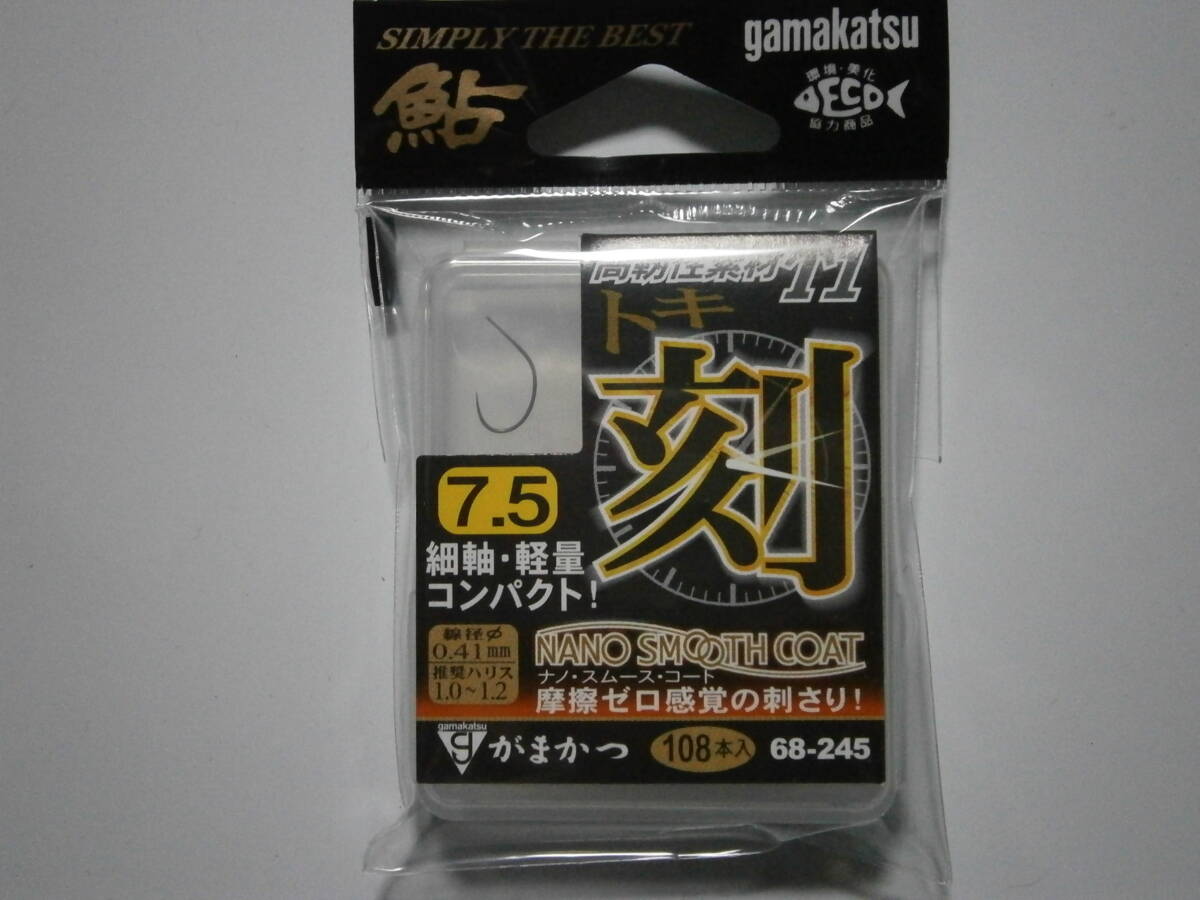 SIMPLY THE BEST
gamakatsu
鮎
環境・美化
ECO
協力商品
高靭性素材 T1
トキ
刻
7.5
細軸・軽量
コンパクト!
線径φ
0.41mm
推奨ハリス
1.0~1.2
NANO SMOOTH COAT
ナノ・スムース・コート
摩擦ゼロ感覚の刺さり!
gamakatsu
G がまかつ
108本入
68-245